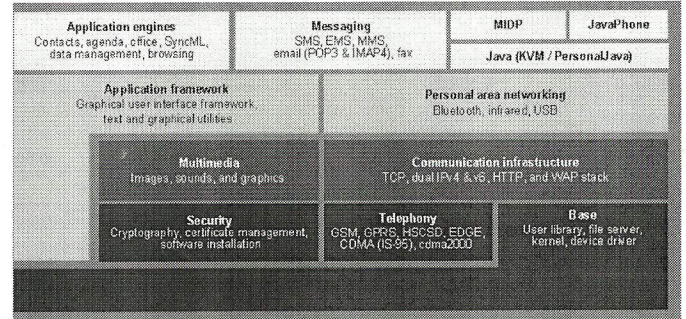 Application engines
Contacts, agenda, office, SyncML,
data management, browsing
Messaging
SMS, EMS, MMS,
email (POP3 & IMAP4), fax
MIDP
JavaPhone
Java (KVM / PersonalJava)
Application framework
Graphical user interface framework,
text and graphical utilities
Personal area networking
Bluetooth, infrared, USB
Multimedia
Images, sounds, and graphics
Communication infrastructure
TCP, dual IPv4 & v6, HTTP, and WAP stack
Security
Cryptography, certificate management,
software installation
Telephony
GSM, GPRS, HSCSD, EDGE,
CDMA (IS-95), cdma2000
Base
User library, file server,
kernel, device driver